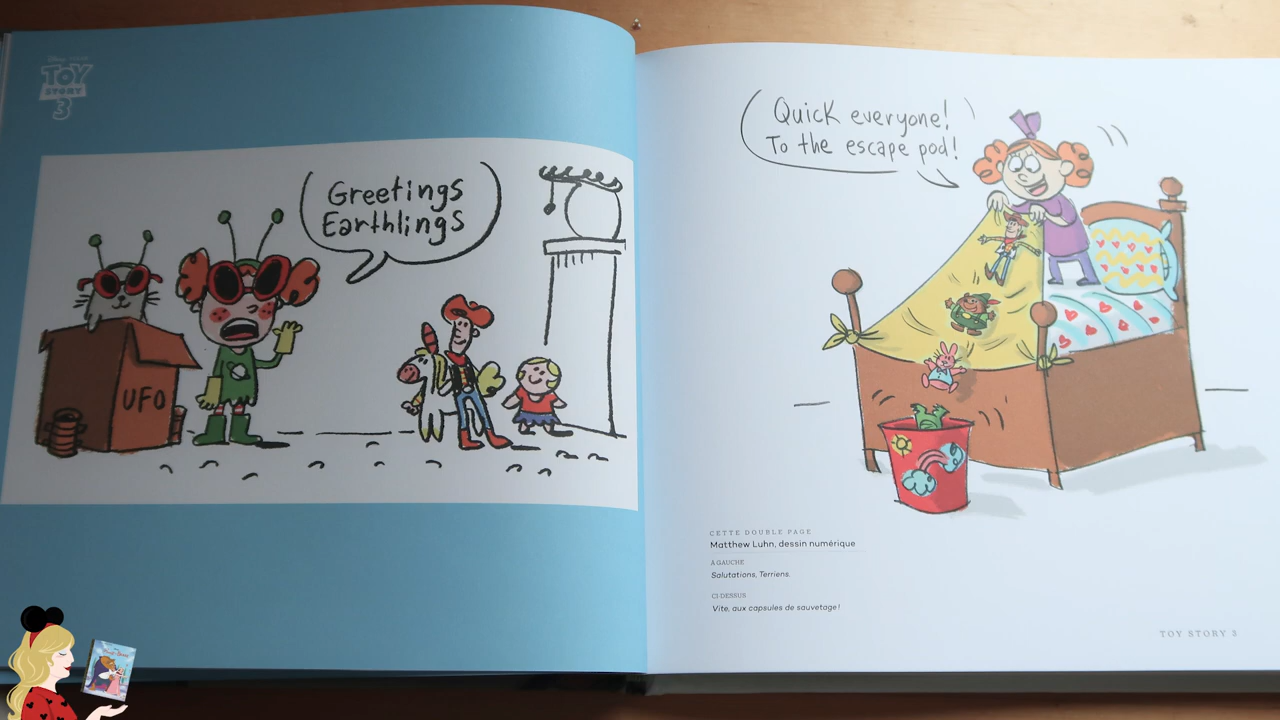 TOY
STORY
3
Greetings
Earthlings
UFO
Quick everyone!
To the escape pod!
CETTE DOUBLE PAGE
Matthew Luhn, dessin numérique
À GAUCHE
Salutations, Terriens.
CI-DESSUS
Vite, aux capsules de sauvetage !
TOY STORY 3